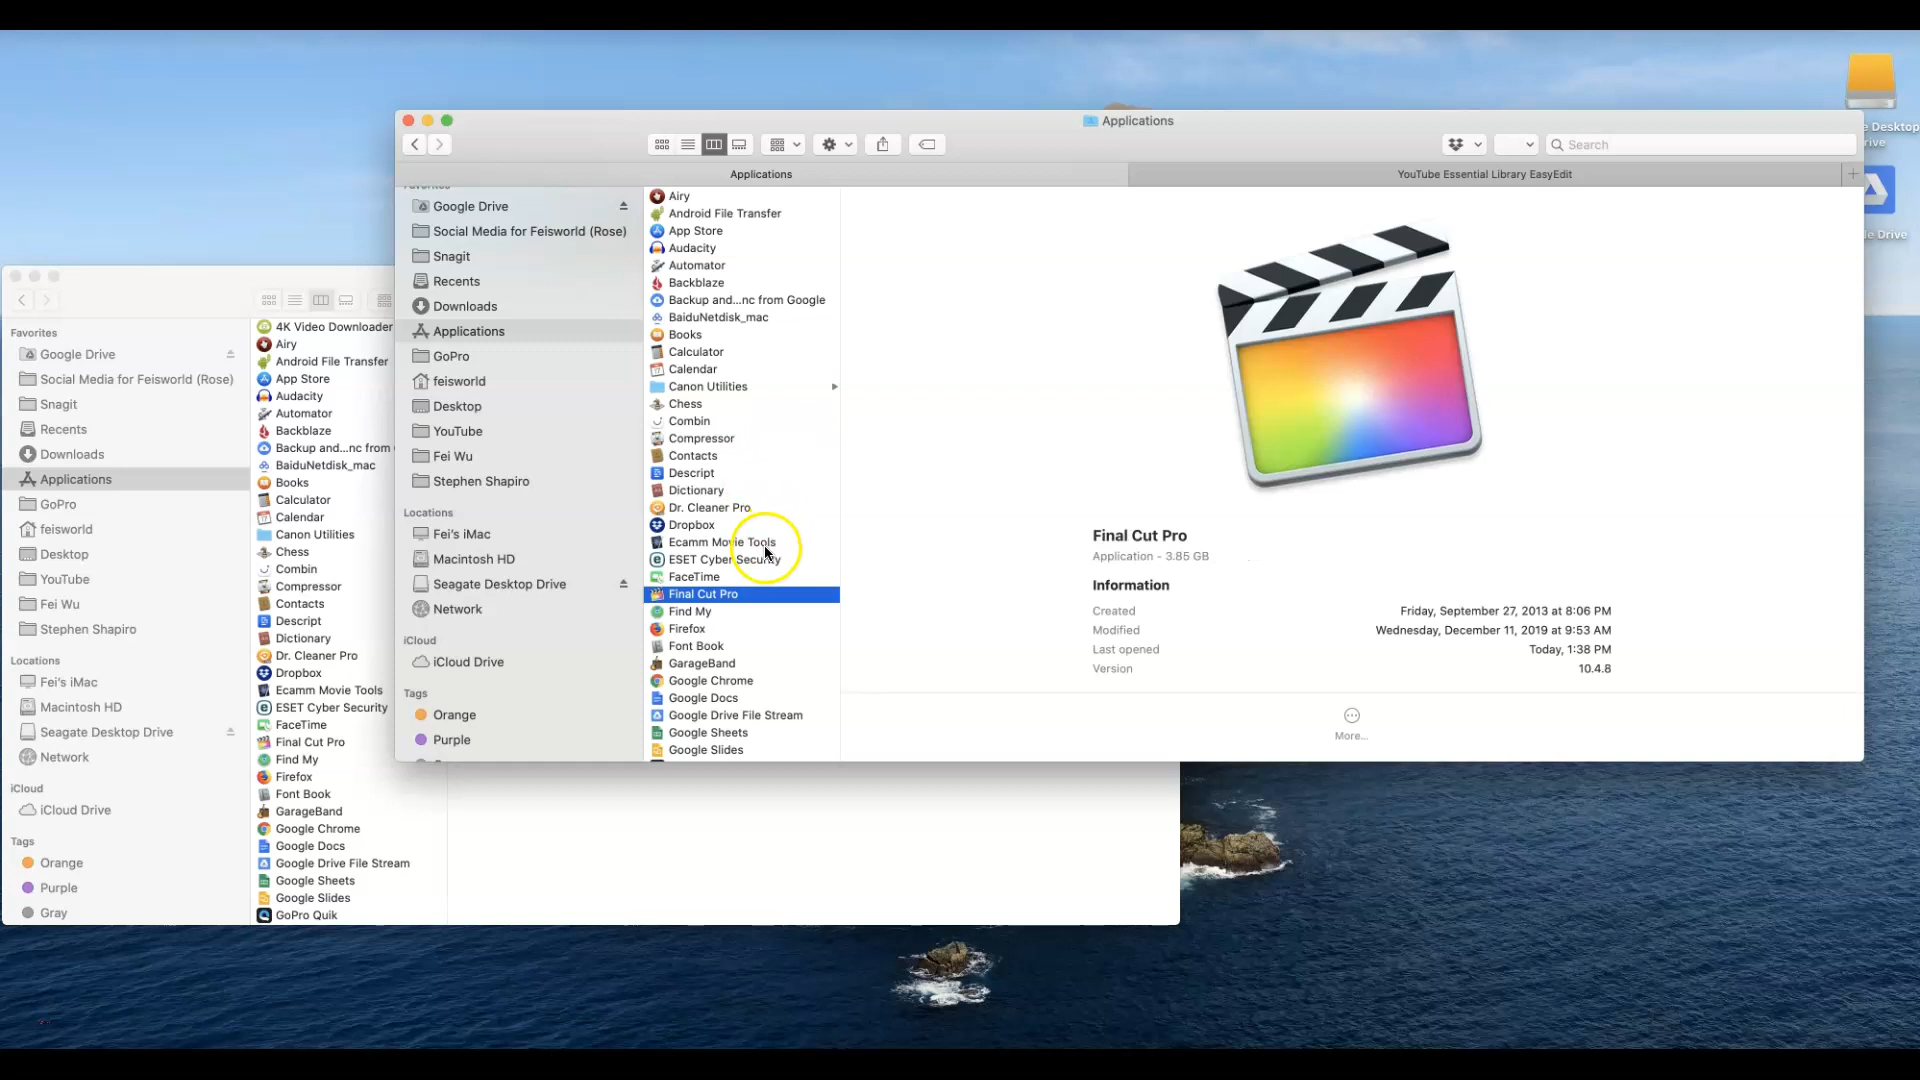 Applications
Search
Applications
YouTube Essential Library EasyEdit
Google Drive
Social Media for Feisworld (Rose)
Snagit
Recents
Downloads
Applications
GoPro
feisworld
Desktop
YouTube
Fei Wu
Stephen Shapiro
Locations
Fei's iMac
Macintosh HD
Seagate Desktop Drive
Network
iCloud
iCloud Drive
Tags
Orange
Purple
Airy
Android File Transfer
App Store
Audacity
Automator
Backblaze
Backup and...nc from Google
BaiduNetdisk_mac
Books
Calculator
Calendar
Canon Utilities
Chess
Combin
Compressor
Contacts
Descript
Dictionary
Dr. Cleaner Pro
Dropbox
Ecamm Movie Tools
ESET Cyber Security
FaceTime
Final Cut Pro
Find My
Firefox
Font Book
GarageBand
Google Chrome
Google Docs
Google Drive File Stream
Google Sheets
Google Slides
Final Cut Pro
Application - 3.85 GB
Information
Created Friday, September 27, 2013 at 8:06 PM
Modified Wednesday, December 11, 2019 at 9:53 AM
Last opened Today, 1:38 PM
Version 10.4.8
More...
Favorites
Google Drive
Social Media for Feisworld (Rose)
Snagit
Recents
Downloads
Applications
GoPro
feisworld
Desktop
YouTube
Fei Wu
Stephen Shapiro
Locations
Fei's iMac
Macintosh HD
Seagate Desktop Drive
Network
iCloud
iCloud Drive
Tags
Orange
Purple
Gray
4K Video Downloader
Airy
Android File Transfer
App Store
Audacity
Automator
Backblaze
Backup and...nc from
BaiduNetdisk_mac
Books
Calculator
Calendar
Canon Utilities
Chess
Combin
Compressor
Contacts
Descript
Dictionary
Dr. Cleaner Pro
Dropbox
Ecamm Movie Tools
ESET Cyber Security
FaceTime
Final Cut Pro
Find My
Firefox
Font Book
GarageBand
Google Chrome
Google Docs
Google Drive File Stream
Google Sheets
Google Slides
GoPro Quik
Desktop
Drive